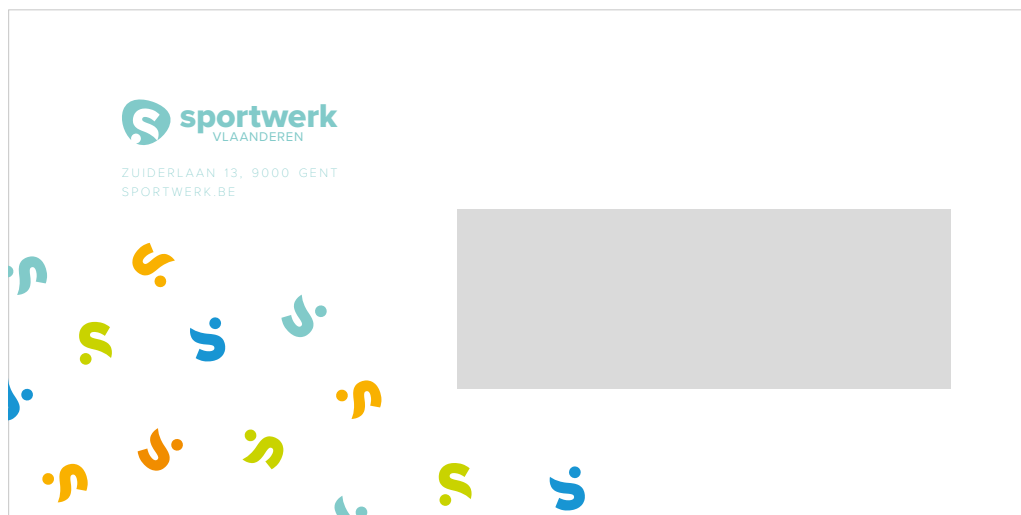 sportwerk
VLAANDEREN
ZUIDERLAAN 13, 9000 GENT
SPORTWERK.BE